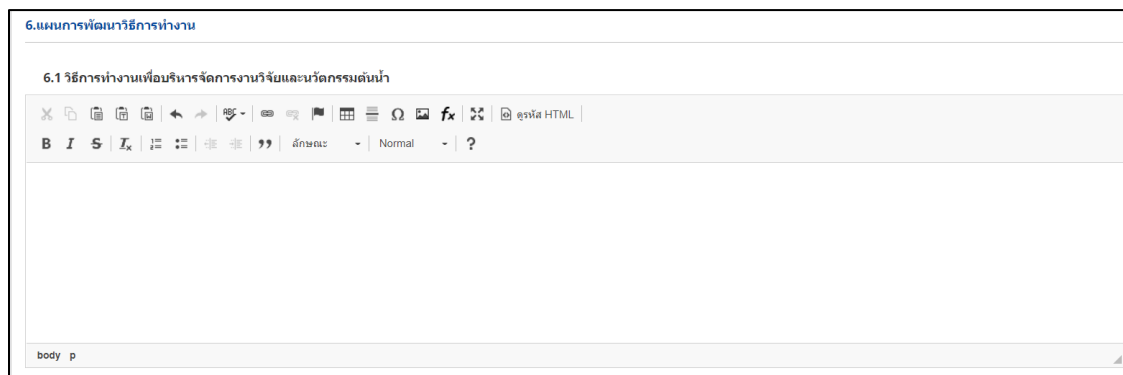 6.แผนการพัฒนาวิธีการทำงาน
6.1 วิธีการทำงานเพื่อบริหารจัดการงานวิจัยและนวัตกรรมต้นน้ำ
ABC Ω fx ดูรหัส HTML
B I S Ix ลักษณะ Normal ?
body p